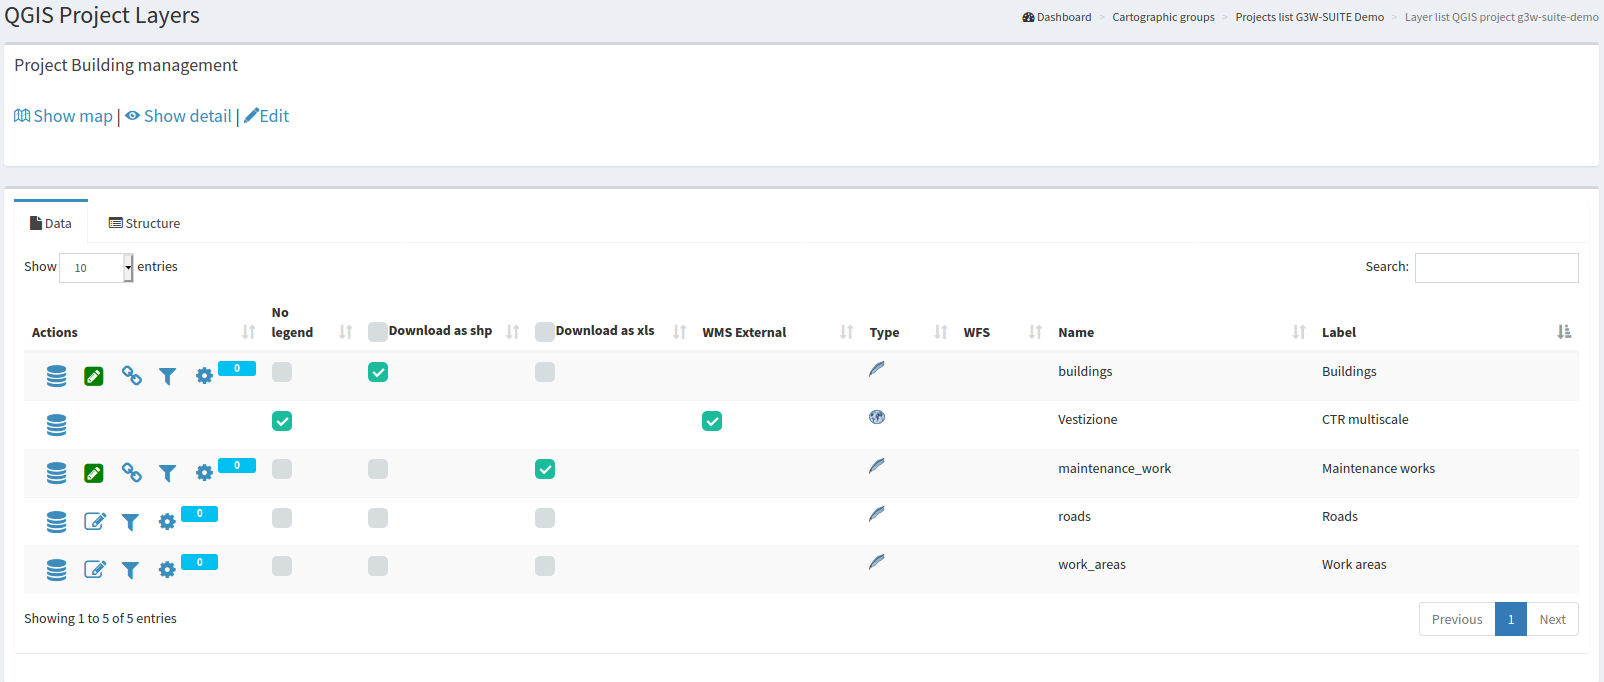 QGIS Project Layers
Dashboard > Cartographic groups > Projects list G3W-SUITE Demo > Layer list QGIS project g3w-suite-demo
Project Building management
Show map | Show detail | Edit
Data Structure
Show 10 entries Search:
Actions No legend Download as shp Download as xls WMS External Type WFS Name Label
0 buildings Buildings
Vestizione CTR multiscale
0 maintenance_work Maintenance works
0 roads Roads
0 work_areas Work areas
Showing 1 to 5 of 5 entries Previous 1 Next